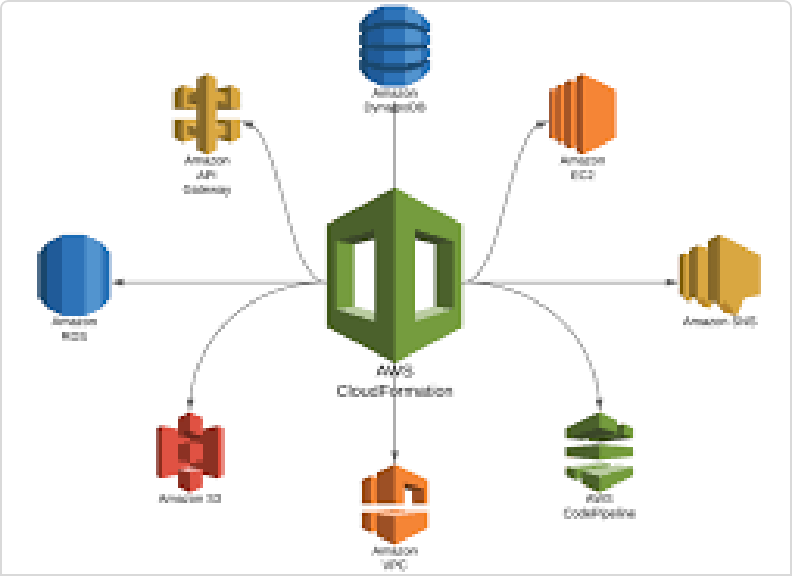 Amazon
DynamoDB
Amazon
API
Gateway
Amazon
EC2
Amazon
RDS
Amazon SNS
AWS
CloudFormation
Amazon S3
AWS
CodePipeline
Amazon
VPC